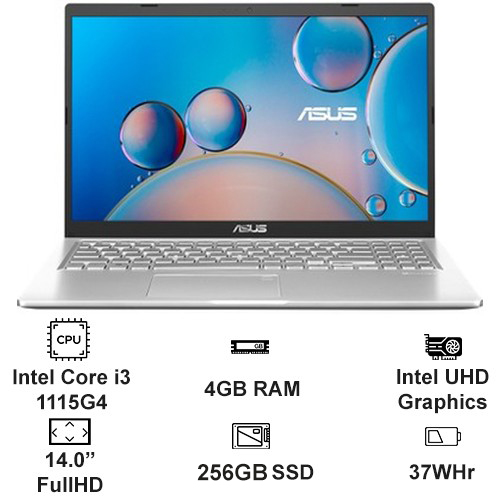 ASUS
ASUS
CPU
GB
Intel Core i3
1115G4
4GB RAM
Intel UHD
Graphics
14.0”
FullHD
256GB SSD
37WHr